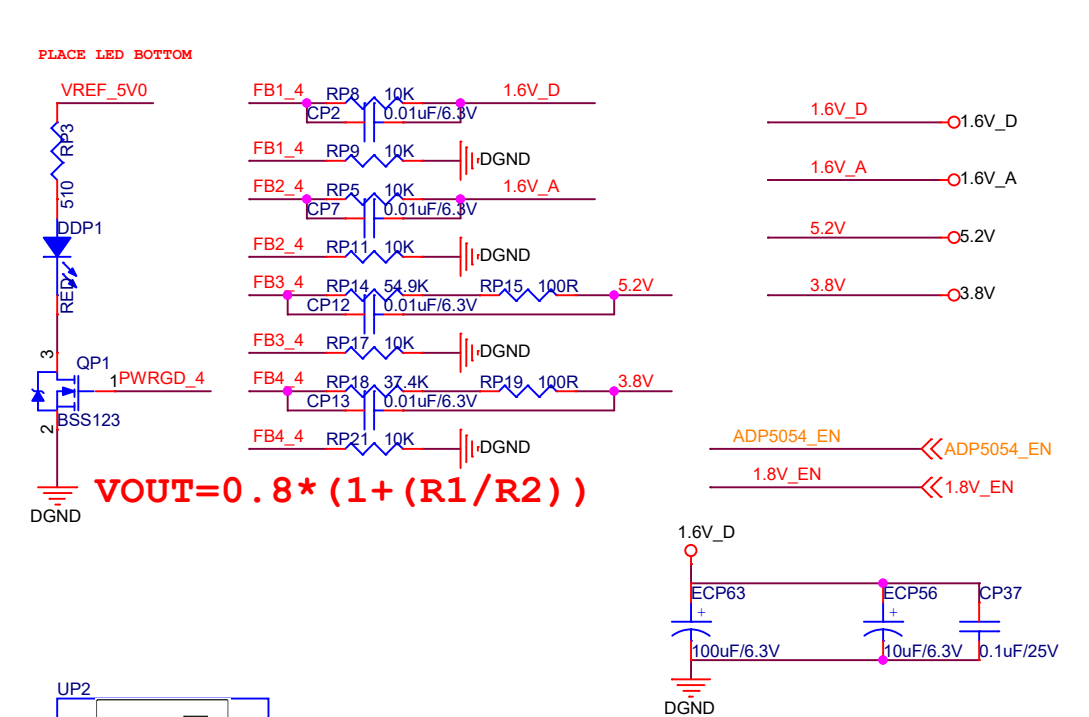 PLACE LED BOTTOM
VREF_5V0
RP3
510
DDP1
RED
3
QP1
1
PWRGD_4
2
BSS123
DGND
FB1_4 RP8 10K 1.6V_D
CP2 0.01uF/6.3V
FB1_4 RP9 10K DGND
FB2_4 RP5 10K 1.6V_A
CP7 0.01uF/6.3V
FB2_4 RP11 10K DGND
FB3_4 RP14 54.9K RP15 100R 5.2V
CP12 0.01uF/6.3V
FB3_4 RP17 10K DGND
FB4_4 RP18 37.4K RP19 100R 3.8V
CP13 0.01uF/6.3V
FB4_4 RP21 10K DGND
VOUT=0.8*(1+(R1/R2))
1.6V_D 1.6V_D
1.6V_A 1.6V_A
5.2V 5.2V
3.8V 3.8V
ADP5054_EN ADP5054_EN
1.8V_EN 1.8V_EN
1.6V_D
ECP63 ECP56 CP37
+ +
100uF/6.3V 10uF/6.3V 0.1uF/25V
DGND
UP2